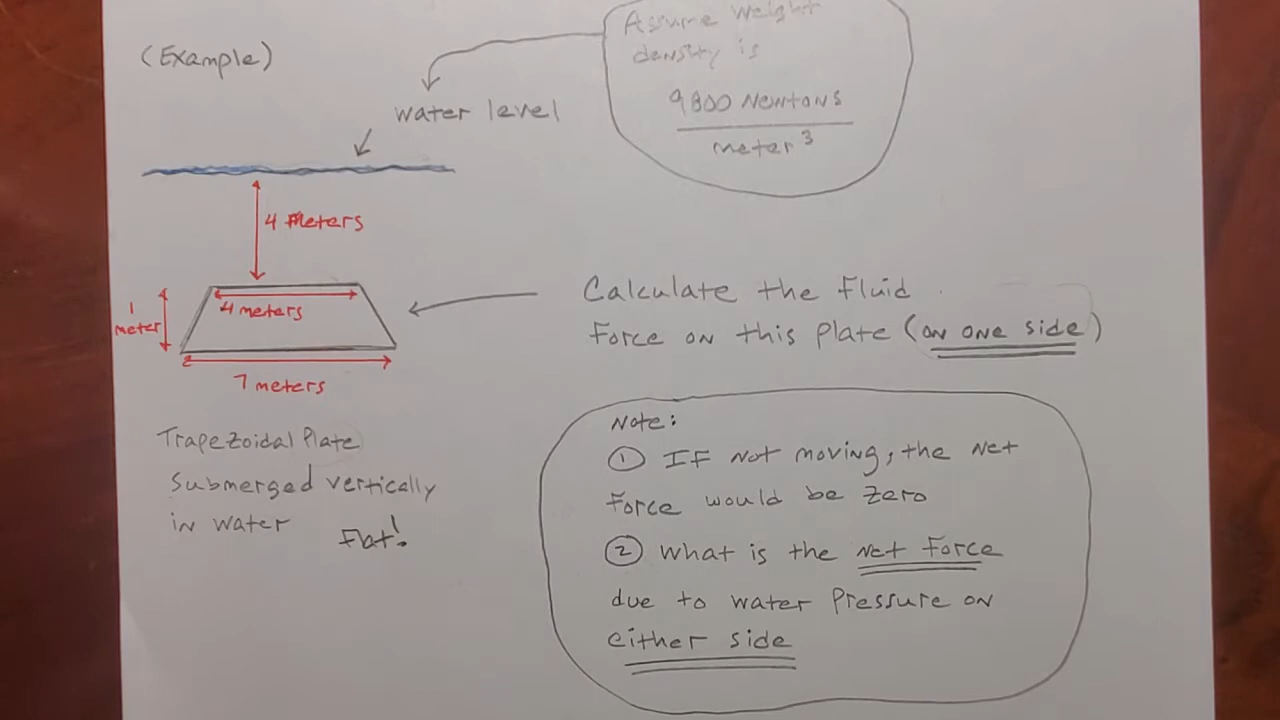 (Example)
Assume weight
density is
9800 Newtons
meter³
water level
4 meters
1
meter
4 meters
7 meters
Calculate the Fluid
Force on this plate (on one side)
Trapezoidal Plate
Submerged vertically
in water
Flat!
Note:
① If not moving, the net
force would be zero
② What is the net force
due to water pressure on
either side